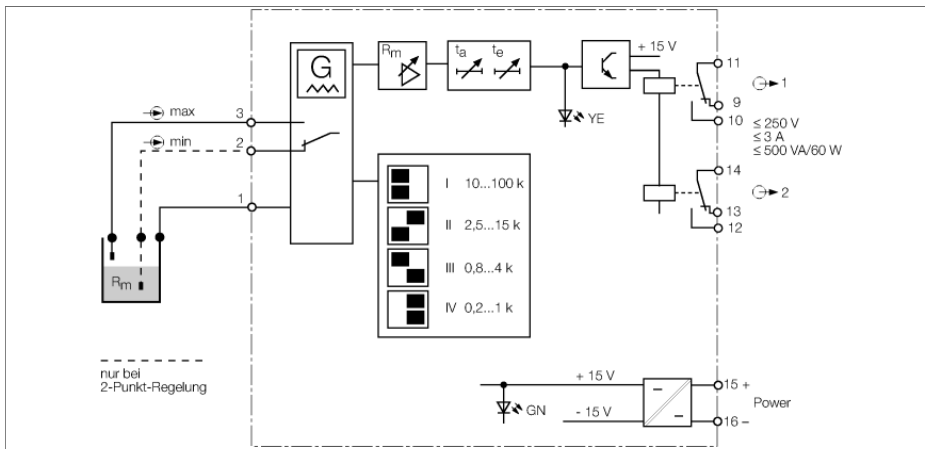 G
Rm
ta te
+ 15 V
11
1
9
10
≤ 250 V
≤ 3 A
≤ 500 VA/60 W
YE
max
3
min
2
1
Rm
I 10...100 k
II 2,5...15 k
III 0,8...4 k
IV 0,2...1 k
14
2
13
12
nur bei
2-Punkt-Regelung
+ 15 V
GN
- 15 V
15 +
Power
16 –